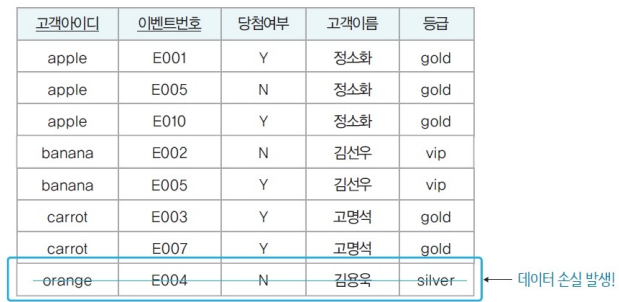 고객아이디 이벤트번호 당첨여부 고객이름 등급
apple E001 Y 정소화 gold
apple E005 N 정소화 gold
apple E010 Y 정소화 gold
banana E002 N 김선우 vip
banana E005 Y 김선우 vip
carrot E003 Y 고명석 gold
carrot E007 Y 고명석 gold
orange E004 N 김용욱 silver 데이터 손실 발생!